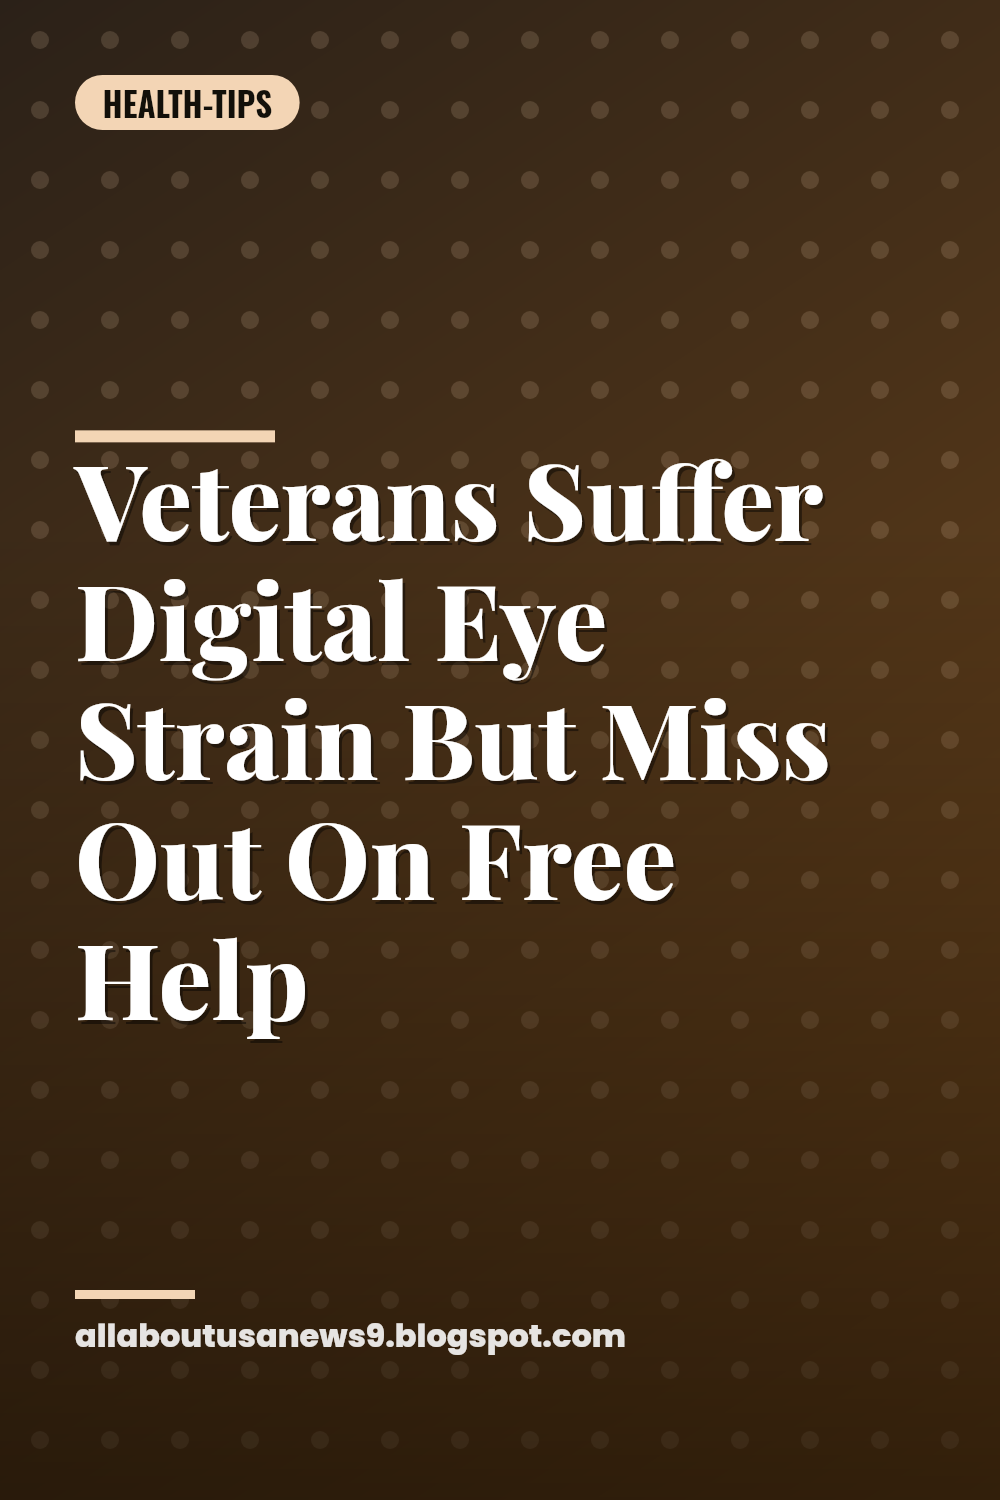 HEALTH-TIPS
Veterans Suffer
Digital Eye
Strain But Miss
Out On Free
Help
allaboutusanews9.blogspot.com